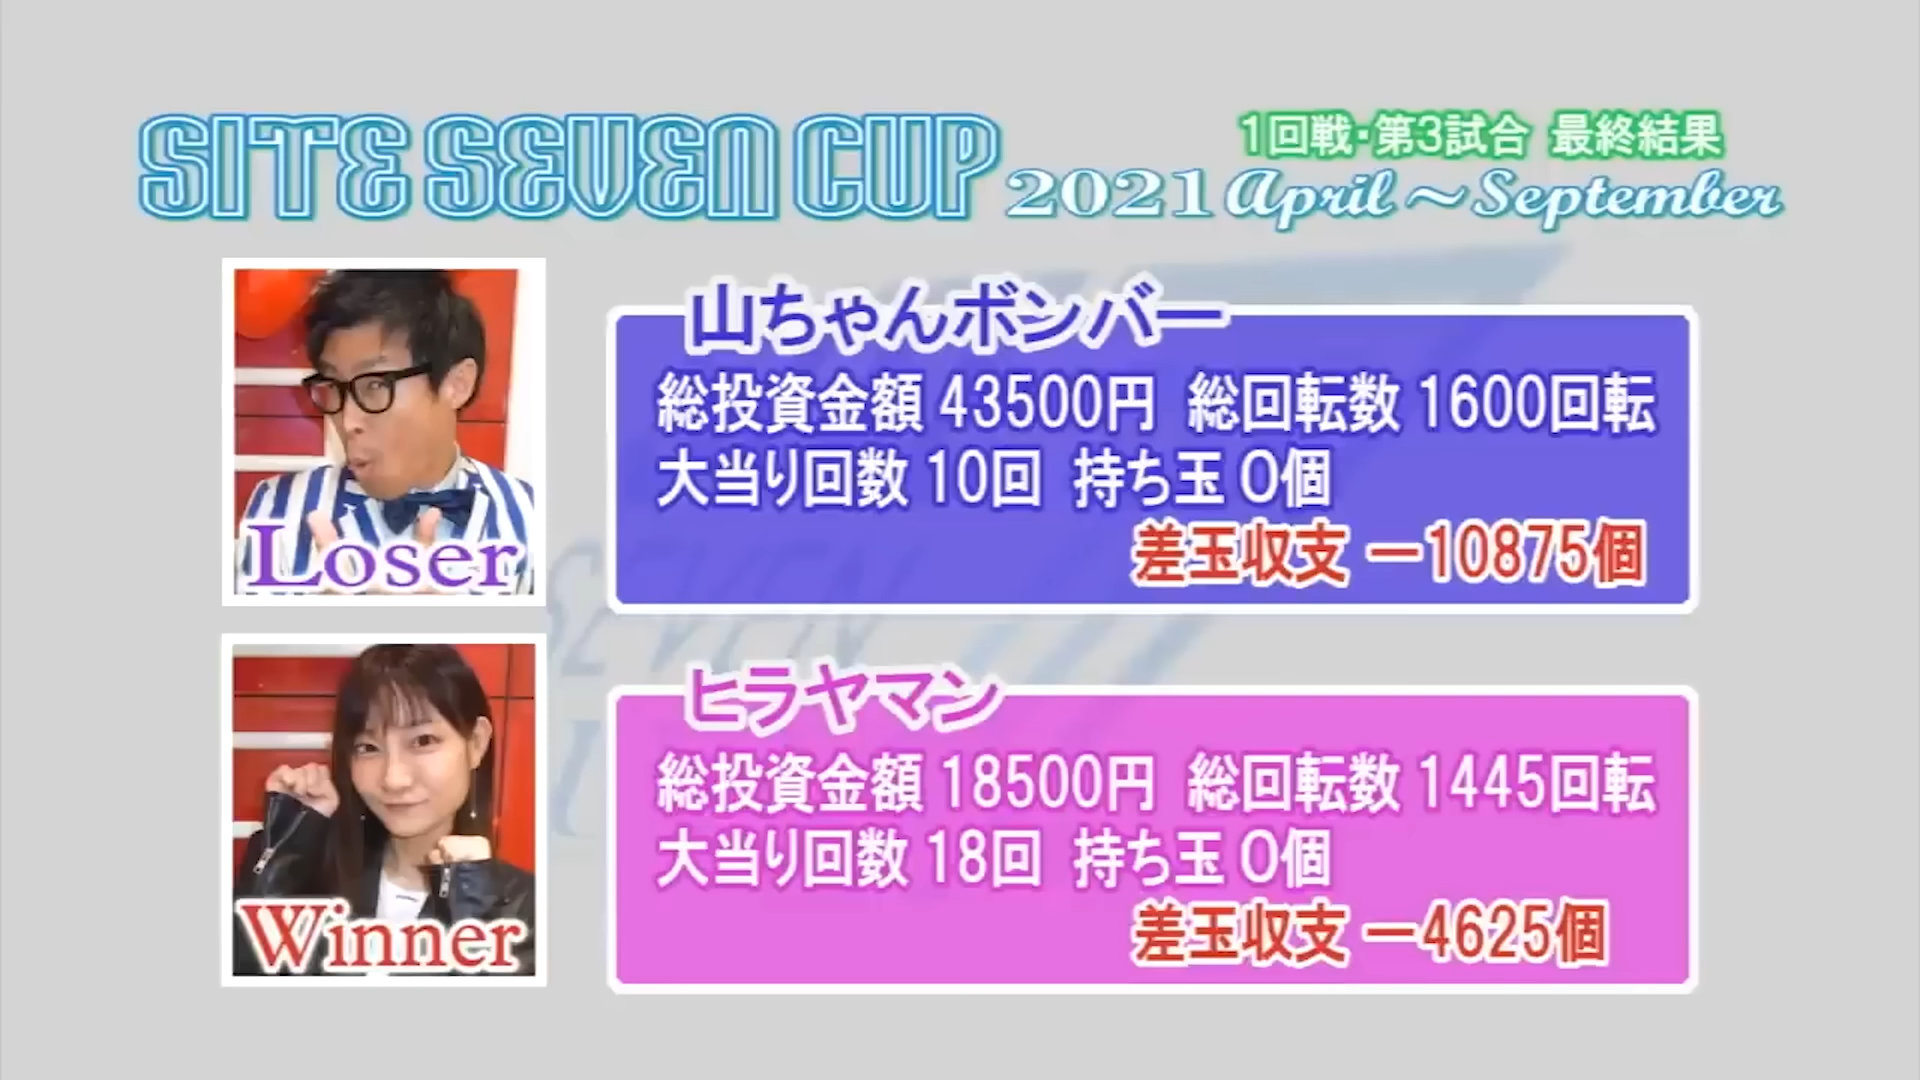 SITE SEVEN CUP
1回戦・第3試合 最終結果
2021 April～September
山ちゃんボンバー
総投資金額 43500円 総回転数 1600回転
大当り回数 10回 持ち玉 0個
差玉収支 −10875個
Loser
ヒラヤマン
総投資金額 18500円 総回転数 1445回転
大当り回数 18回 持ち玉 0個
差玉収支 −4625個
Winner
SEVEN